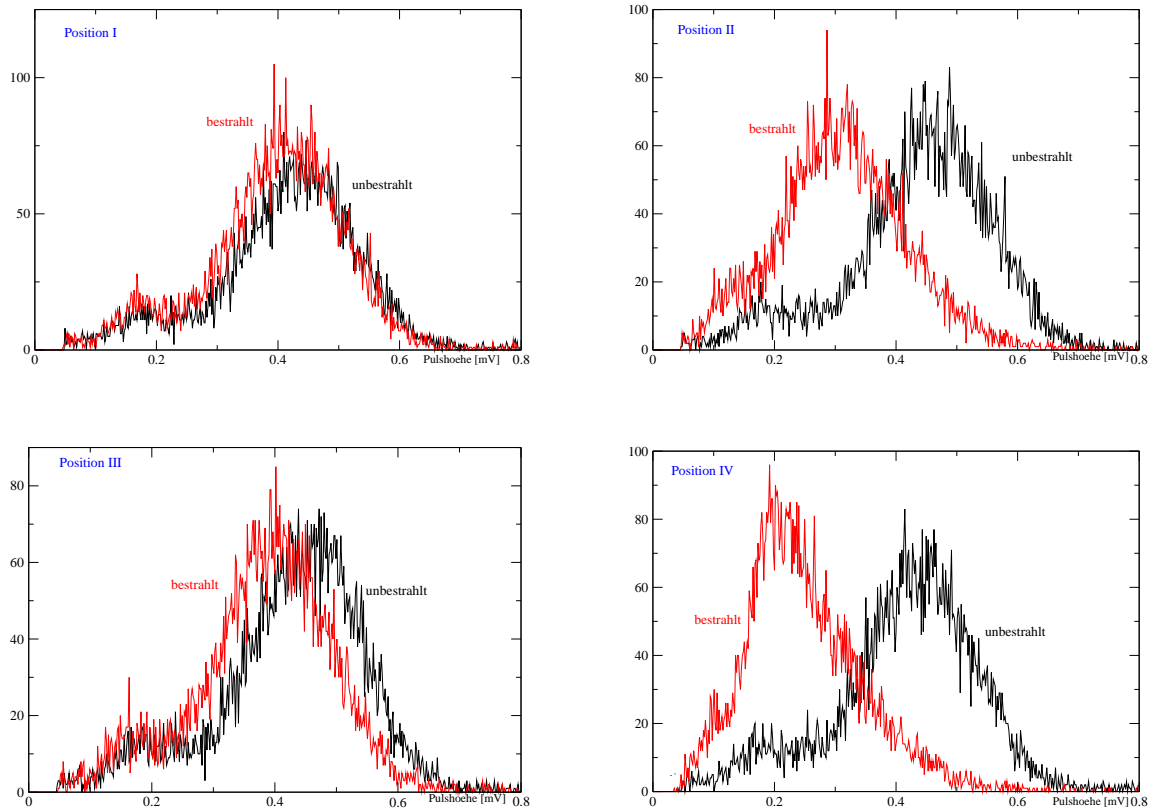 Position I
bestrahlt
unbestrahlt
100
50
0
0
0.2
0.4
0.6
0.8
Pulshoehe [mV]
Position II
bestrahlt
unbestrahlt
100
80
60
40
20
0
0
0.2
0.4
0.6
0.8
Pulshoehe [mV]
Position III
bestrahlt
unbestrahlt
80
60
40
20
0
0
0.2
0.4
0.6
0.8
Pulshoehe [mV]
Position IV
bestrahlt
unbestrahlt
100
80
60
40
20
0
0
0.2
0.4
0.6
0.8
Pulshoehe [mV]